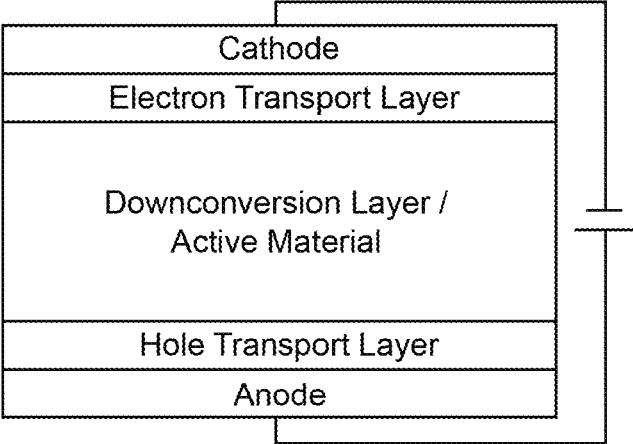 Cathode
Electron Transport Layer
Downconversion Layer /
Active Material
Hole Transport Layer
Anode